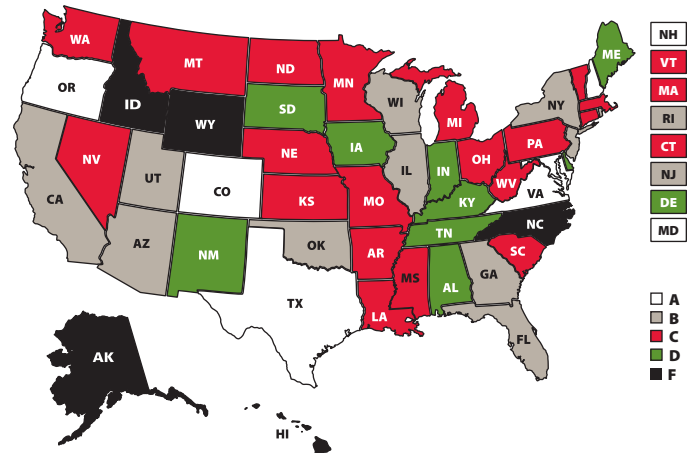 WA
MT
ND
MN
ME
NH
VT
MA
RI
CT
NJ
DE
MD
OR
ID
WY
SD
WI
MI
NY
NV
UT
CO
NE
IA
IL
IN
OH
PA
WV
VA
CA
AZ
NM
KS
MO
KY
NC
TN
OK
AR
SC
MS
AL
GA
TX
LA
FL
AK
HI
A
B
C
D
F